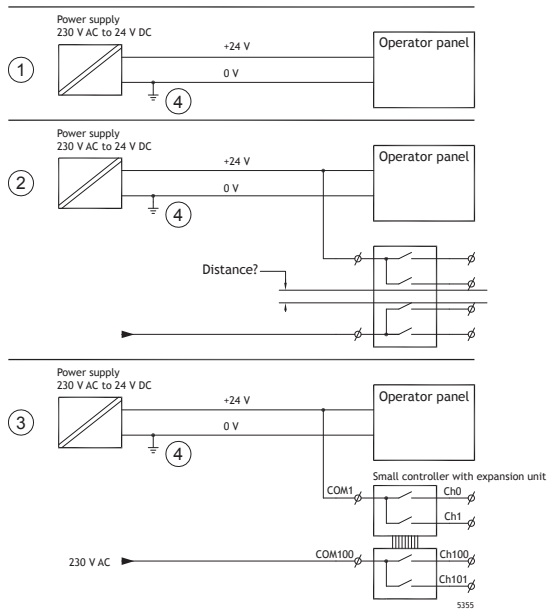 Power supply
230 V AC to 24 V DC
+24 V
Operator panel
1
0 V
4
Power supply
230 V AC to 24 V DC
+24 V
Operator panel
2
0 V
4
Distance?
Power supply
230 V AC to 24 V DC
+24 V
Operator panel
3
0 V
4
Small controller with expansion unit
COM1
Ch0
Ch1
230 V AC
COM100
Ch100
Ch101
5355